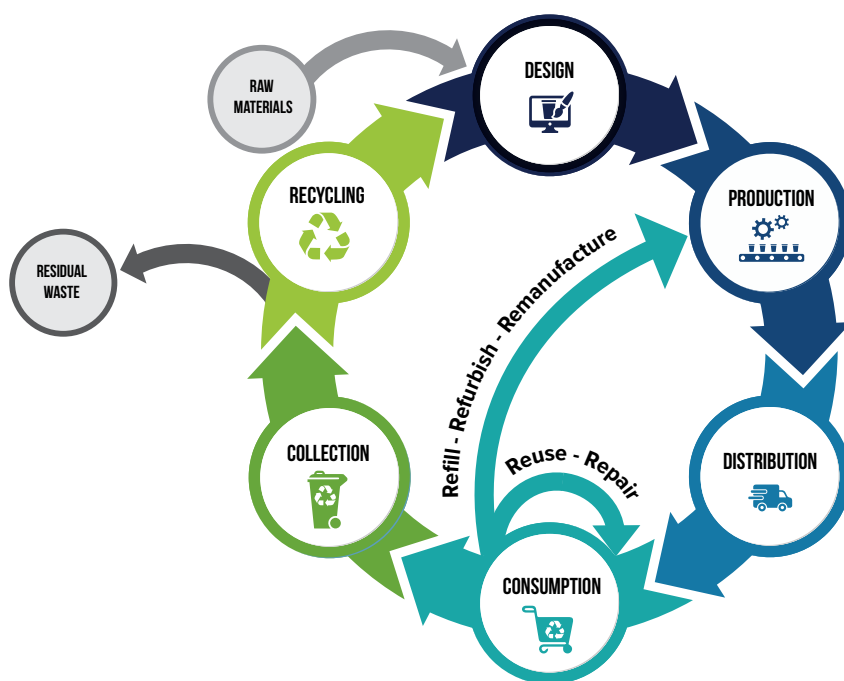 DESIGN
RAW
MATERIALS
RECYCLING
PRODUCTION
RESIDUAL
WASTE
Refill - Refurbish - Remanufacture
Reuse - Repair
COLLECTION
DISTRIBUTION
CONSUMPTION